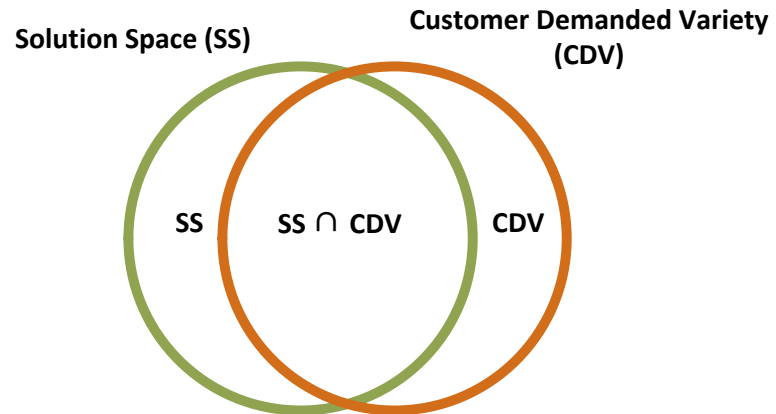 Solution Space (SS)
Customer Demanded Variety
(CDV)
SS
SS ∩ CDV
CDV